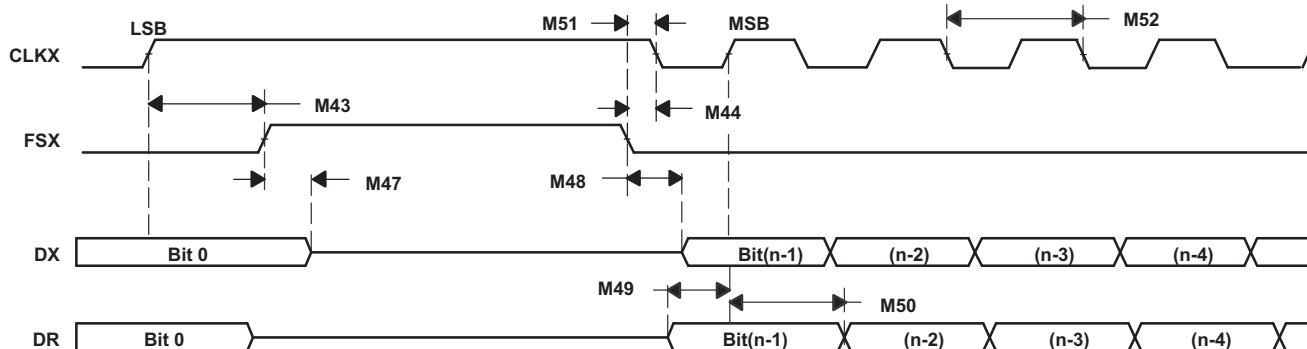 LSB
M51
MSB
M52
CLKX
M43
M44
FSX
M47
M48
DX
Bit 0
Bit(n-1)
(n-2)
(n-3)
(n-4)
M49
M50
DR
Bit 0
Bit(n-1)
(n-2)
(n-3)
(n-4)